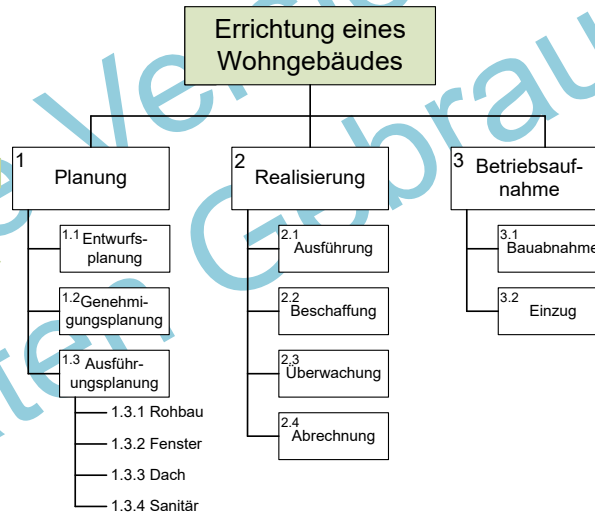 Errichtung eines
Wohngebäudes
1
Planung
1.1 Entwurfs-
planung
1.2 Genehmi-
gungsplanung
1.3 Ausführ-
ungsplanung
1.3.1 Rohbau
1.3.2 Fenster
1.3.3 Dach
1.3.4 Sanitär
2
Realisierung
2.1
Ausführung
2.2
Beschaffung
2.3
Überwachung
2.4
Abrechnung
3
Betriebsauf-
nahme
3.1
Bauabnahme
3.2
Einzug